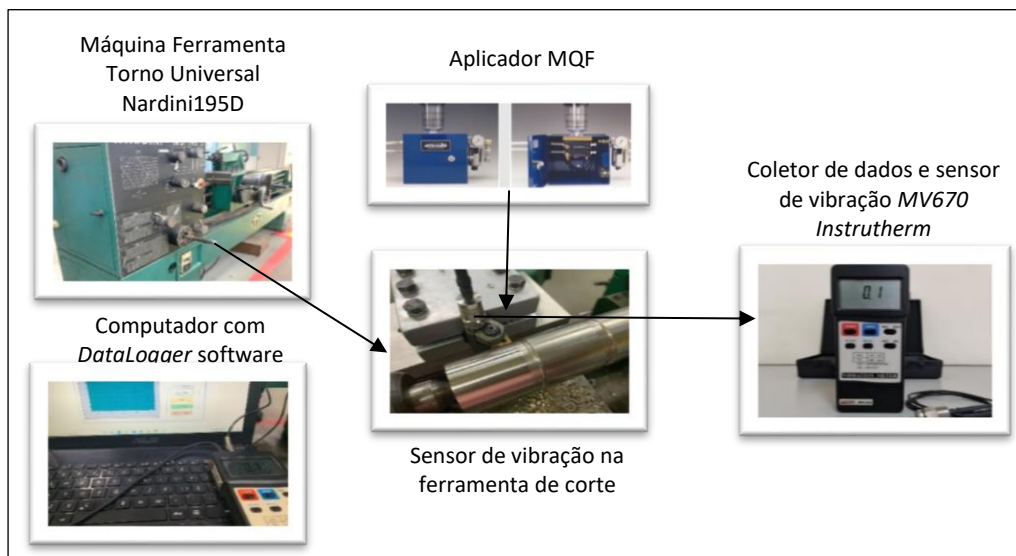 Máquina Ferramenta
Torno Universal
Nardini195D
Aplicador MQF
Coletor de dados e sensor
de vibração MV670
Instrutherm
0.1
Computador com
DataLogger software
Sensor de vibração na
ferramenta de corte